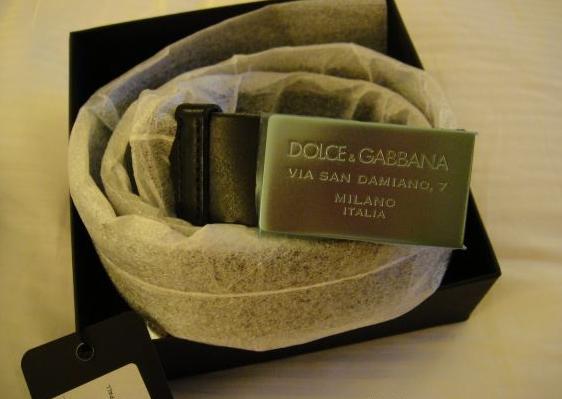 DOLCE & GABBANA
VIA SAN DAMIANO, 7
MILANO
ITALIA